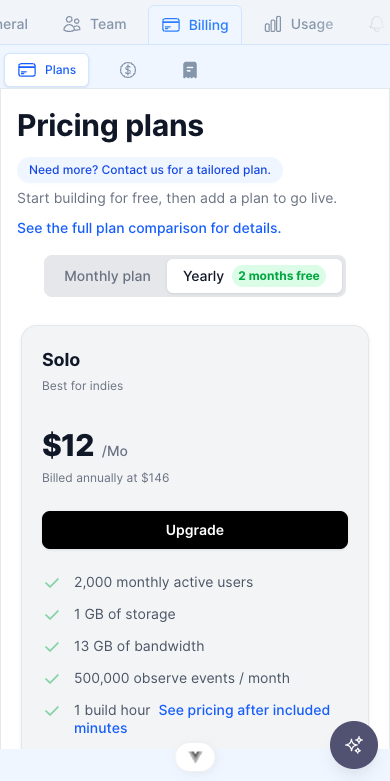 neral
Team
Billing
Usage
Plans
Pricing plans
Need more? Contact us for a tailored plan.
Start building for free, then add a plan to go live.
See the full plan comparison for details.
Monthly plan
Yearly 2 months free
Solo
Best for indies
$12 /Mo
Billed annually at $146
Upgrade
2,000 monthly active users
1 GB of storage
13 GB of bandwidth
500,000 observe events / month
1 build hour See pricing after included
minutes